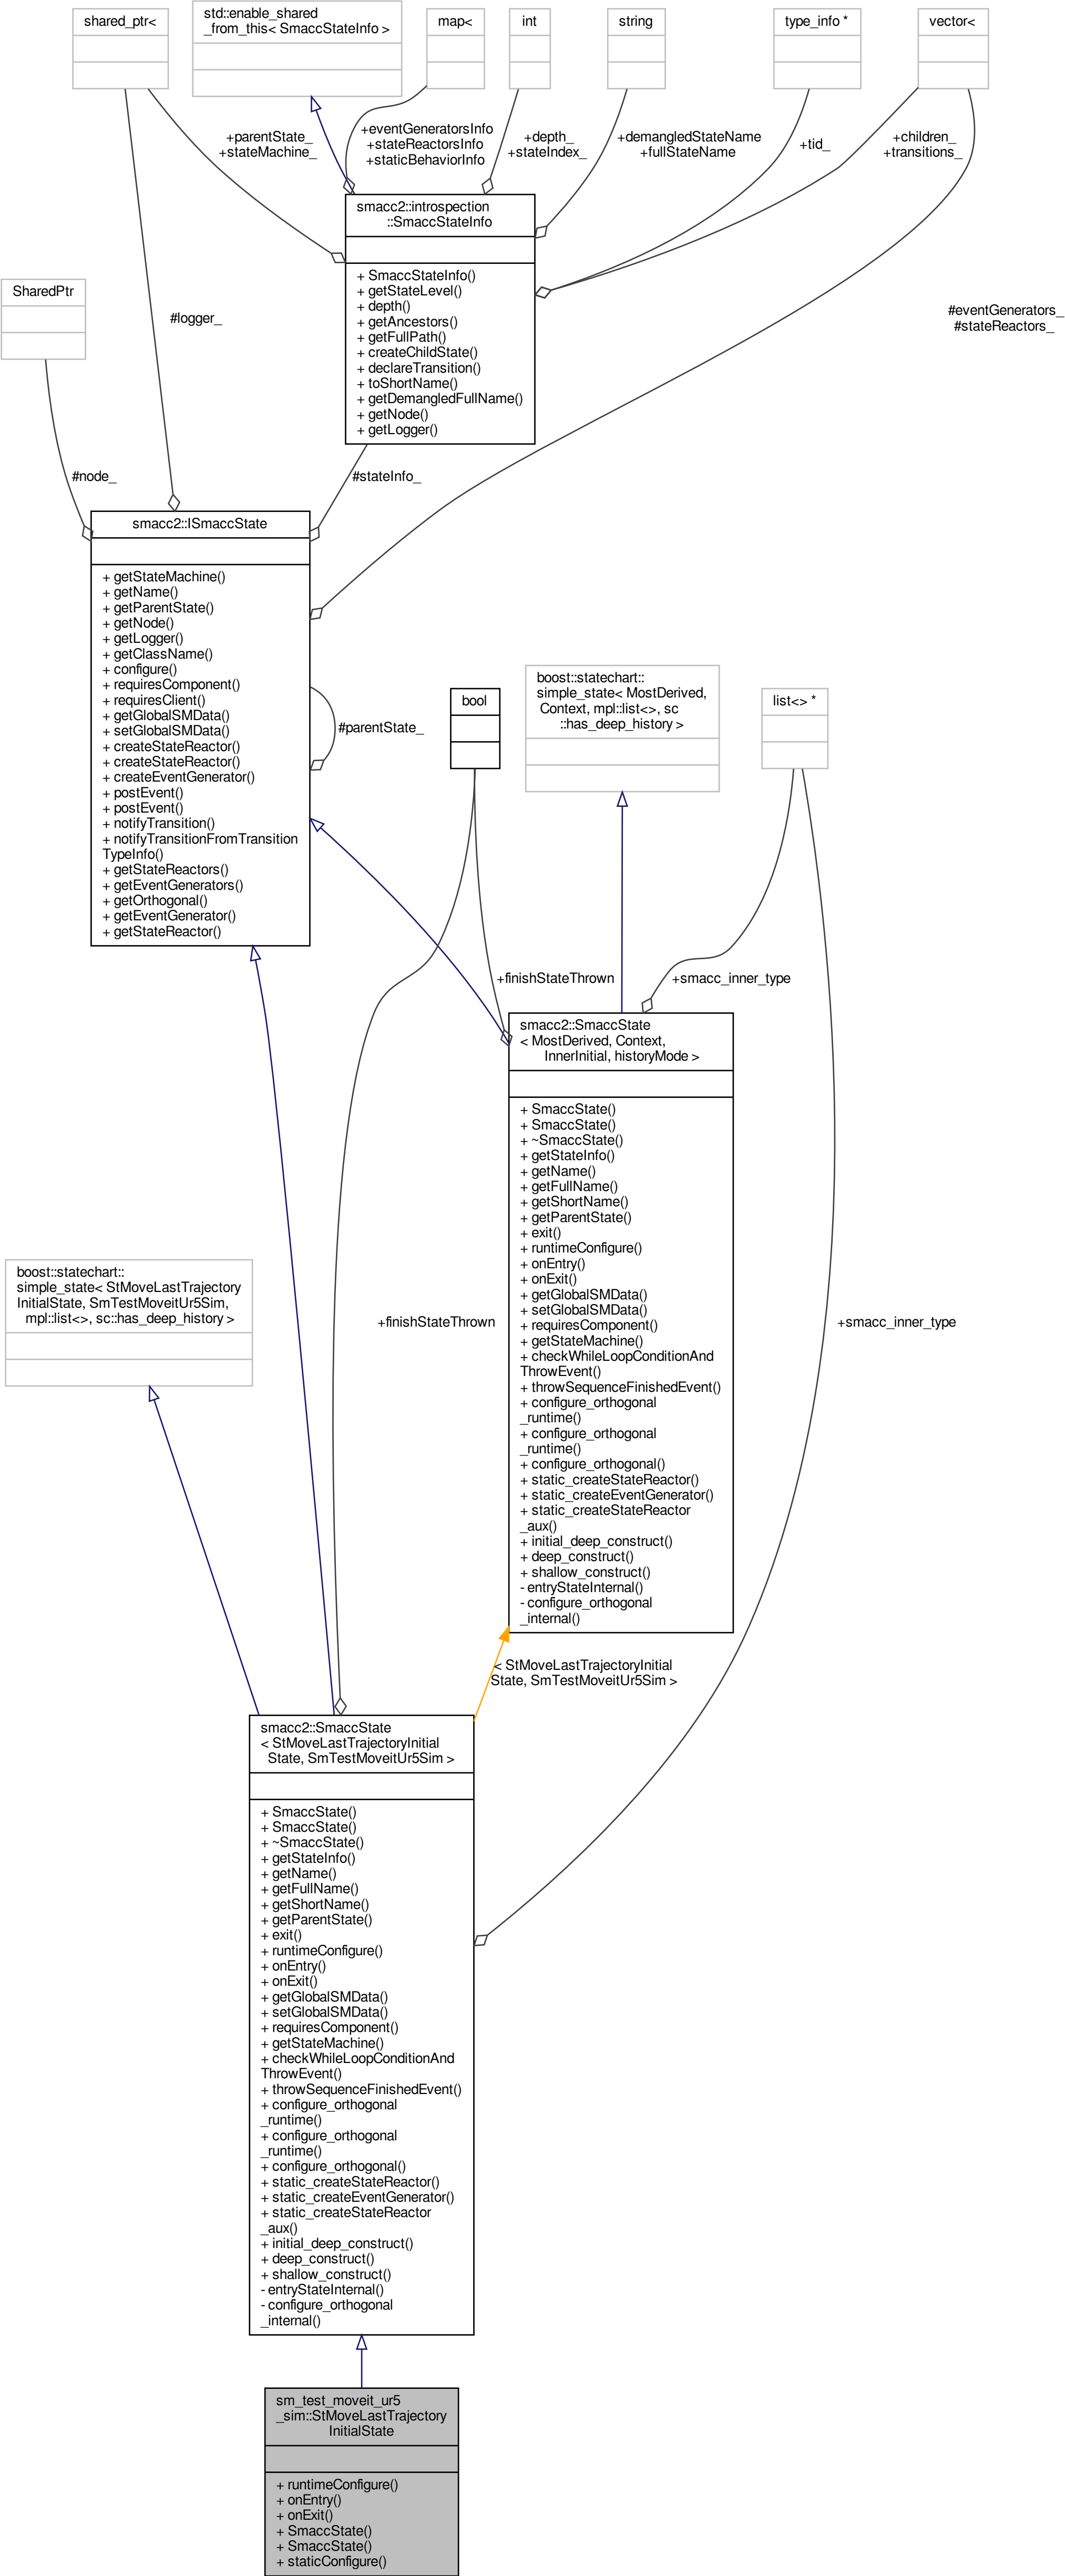 shared_ptr<
std::enable_shared
_from_this< SmaccStateInfo >
map<
int
string
type_info *
vector<
+parentState_
+stateMachine_
+eventGeneratorsInfo
+stateReactorsInfo
+staticBehaviorInfo
+depth_
+stateIndex_
+demangledStateName
+fullStateName
+tid_
+children_
+transitions_
smacc2::introspection
::SmaccStateInfo
+ SmaccStateInfo()
+ getStateLevel()
+ depth()
+ getAncestors()
+ getFullPath()
+ createChildState()
+ declareTransition()
+ toShortName()
+ getDemangledFullName()
+ getNode()
+ getLogger()
SharedPtr
#logger_
#eventGenerators_
#stateReactors_
#node_
#stateInfo_
smacc2::ISmaccState
+ getStateMachine()
+ getName()
+ getParentState()
+ getNode()
+ getLogger()
+ getClassName()
+ configure()
+ requiresComponent()
+ requiresClient()
+ getGlobalSMData()
+ setGlobalSMData()
+ createStateReactor()
+ createStateReactor()
+ createEventGenerator()
+ postEvent()
+ postEvent()
+ notifyTransition()
+ notifyTransitionFromTransition
TypeInfo()
+ getStateReactors()
+ getEventGenerators()
+ getOrthogonal()
+ getEventGenerator()
+ getStateReactor()
#parentState_
bool
boost::statechart::
simple_state< MostDerived,
Context, mpl::list<>, sc
::has_deep_history >
list<> *
+finishStateThrown
+smacc_inner_type
smacc2::SmaccState
< MostDerived, Context,
InnerInitial, historyMode >
+ SmaccState()
+ SmaccState()
+ ~SmaccState()
+ getStateInfo()
+ getName()
+ getFullName()
+ getShortName()
+ getParentState()
+ exit()
+ runtimeConfigure()
+ onEntry()
+ onExit()
+ getGlobalSMData()
+ setGlobalSMData()
+ requiresComponent()
+ getStateMachine()
+ checkWhileLoopConditionAnd
ThrowEvent()
+ throwSequenceFinishedEvent()
+ configure_orthogonal
_runtime()
+ configure_orthogonal
_runtime()
+ configure_orthogonal()
+ static_createStateReactor()
+ static_createEventGenerator()
+ static_createStateReactor
_aux()
+ initial_deep_construct()
+ deep_construct()
+ shallow_construct()
- entryStateInternal()
- configure_orthogonal
_internal()
boost::statechart::
simple_state< StMoveLastTrajectory
InitialState, SmTestMoveitUr5Sim,
mpl::list<>, sc::has_deep_history >
+finishStateThrown
+smacc_inner_type
< StMoveLastTrajectoryInitial
State, SmTestMoveitUr5Sim >
smacc2::SmaccState
< StMoveLastTrajectoryInitial
State, SmTestMoveitUr5Sim >
+ SmaccState()
+ SmaccState()
+ ~SmaccState()
+ getStateInfo()
+ getName()
+ getFullName()
+ getShortName()
+ getParentState()
+ exit()
+ runtimeConfigure()
+ onEntry()
+ onExit()
+ getGlobalSMData()
+ setGlobalSMData()
+ requiresComponent()
+ getStateMachine()
+ checkWhileLoopConditionAnd
ThrowEvent()
+ throwSequenceFinishedEvent()
+ configure_orthogonal
_runtime()
+ configure_orthogonal
_runtime()
+ configure_orthogonal()
+ static_createStateReactor()
+ static_createEventGenerator()
+ static_createStateReactor
_aux()
+ initial_deep_construct()
+ deep_construct()
+ shallow_construct()
- entryStateInternal()
- configure_orthogonal
_internal()
sm_test_moveit_ur5
_sim::StMoveLastTrajectory
InitialState
+ runtimeConfigure()
+ onEntry()
+ onExit()
+ SmaccState()
+ SmaccState()
+ staticConfigure()